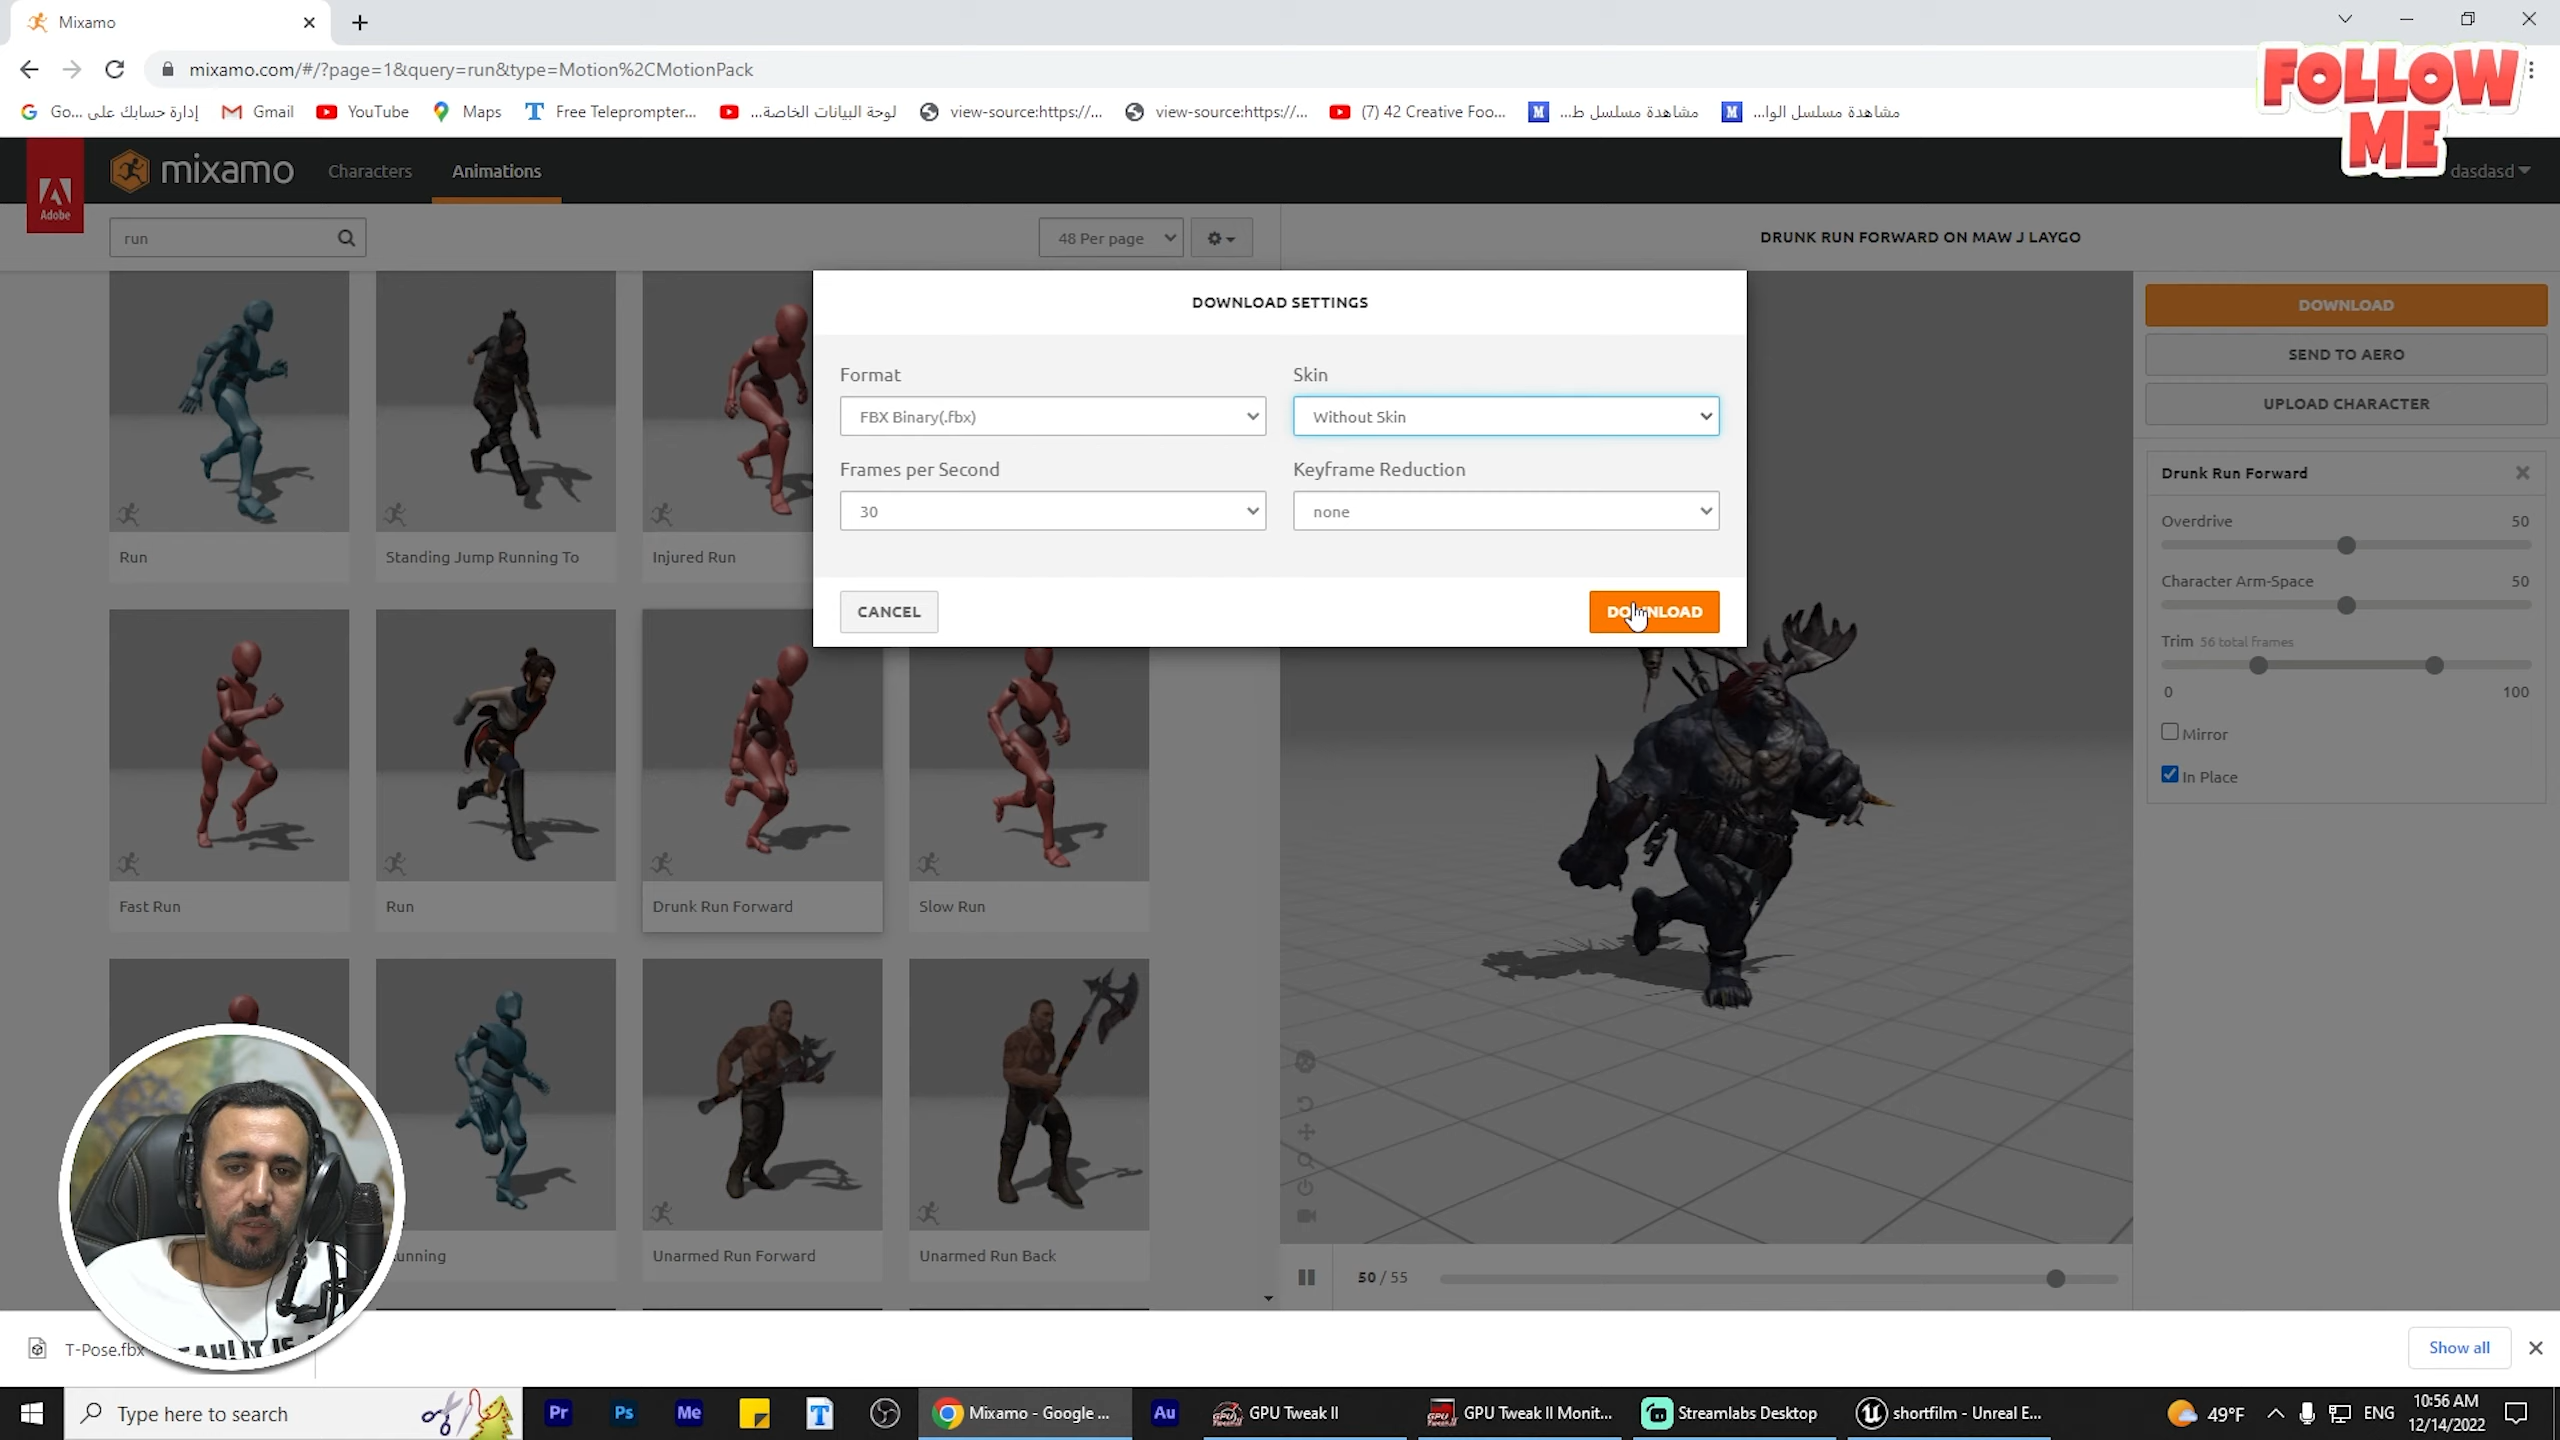 Mixamo
mixamo.com/#/?page=1&query=run&type=Motion%2CMotionPack
FOLLOW
ME
Go... إدارة حسابك على
Gmail
YouTube
Maps
Free Teleprompter...
لوحة البيانات الخاصة...
view-source:https://...
view-source:https://...
(7) 42 Creative Foo...
مشاهدة مسلسل ط...
مشاهدة مسلسل الوا...
Adobe
mixamo
Characters
Animations
dasdasd
run
48 Per page
DRUNK RUN FORWARD ON MAW J LAYGO
DOWNLOAD SETTINGS
Format
Skin
FBX Binary(.fbx)
Without Skin
Frames per Second
Keyframe Reduction
30
none
CANCEL
DOWNLOAD
DOWNLOAD
SEND TO AERO
UPLOAD CHARACTER
Drunk Run Forward
Overdrive 50
Character Arm-Space 50
Trim 56 total frames
0 100
Mirror
In Place
Run
Standing Jump Running To
Injured Run
Fast Run
Run
Drunk Run Forward
Slow Run
Unarmed Run Forward
Unarmed Run Back
50 / 55
T-Pose.fbx
Show all
Type here to search
Pr
Ps
Me
T
Mixamo - Google ...
Au
GPU Tweak II
GPU Tweak II Monit...
Streamlabs Desktop
shortfilm - Unreal E...
49°F
ENG
10:56 AM
12/14/2022